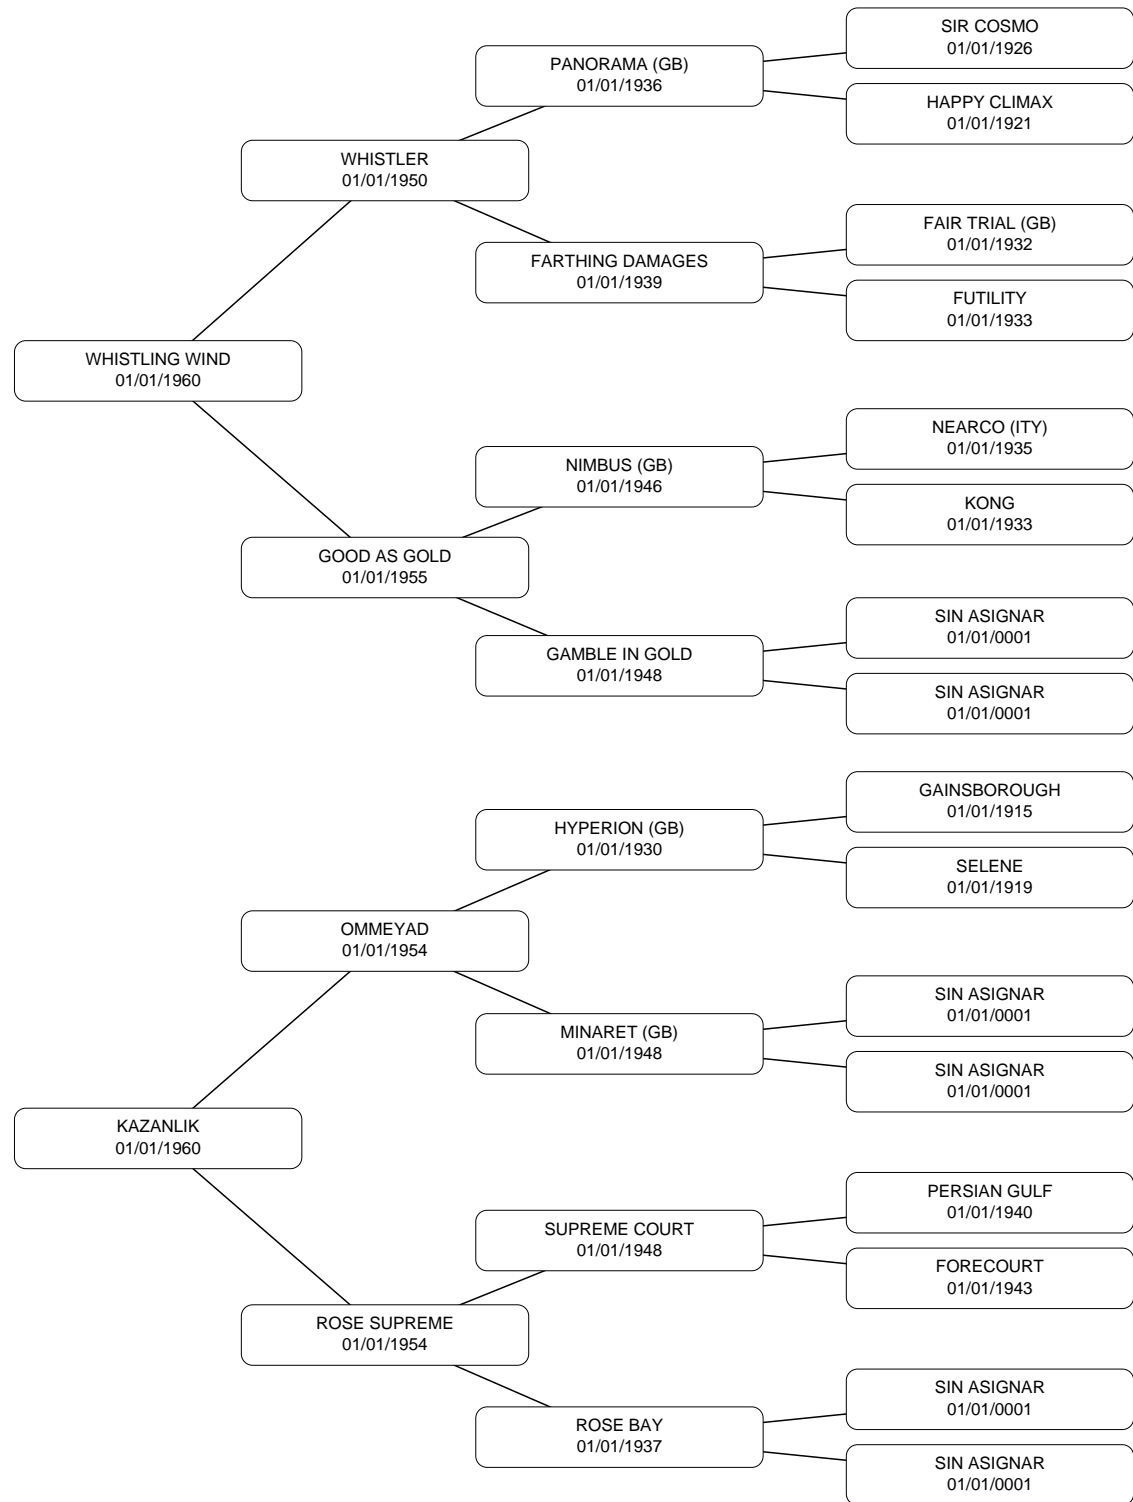 SIR COSMO
01/01/1926
PANORAMA (GB)
01/01/1936
HAPPY CLIMAX
01/01/1921
WHISTLER
01/01/1950
FAIR TRIAL (GB)
01/01/1932
FARTHING DAMAGES
01/01/1939
FUTILITY
01/01/1933
WHISTLING WIND
01/01/1960
NEARCO (ITY)
01/01/1935
NIMBUS (GB)
01/01/1946
KONG
01/01/1933
GOOD AS GOLD
01/01/1955
SIN ASIGNAR
01/01/0001
GAMBLE IN GOLD
01/01/1948
SIN ASIGNAR
01/01/0001
GAINSBOROUGH
01/01/1915
HYPERION (GB)
01/01/1930
SELENE
01/01/1919
OMMEYAD
01/01/1954
SIN ASIGNAR
01/01/0001
MINARET (GB)
01/01/1948
SIN ASIGNAR
01/01/0001
KAZANLIK
01/01/1960
PERSIAN GULF
01/01/1940
SUPREME COURT
01/01/1948
FORECOURT
01/01/1943
ROSE SUPREME
01/01/1954
SIN ASIGNAR
01/01/0001
ROSE BAY
01/01/1937
SIN ASIGNAR
01/01/0001